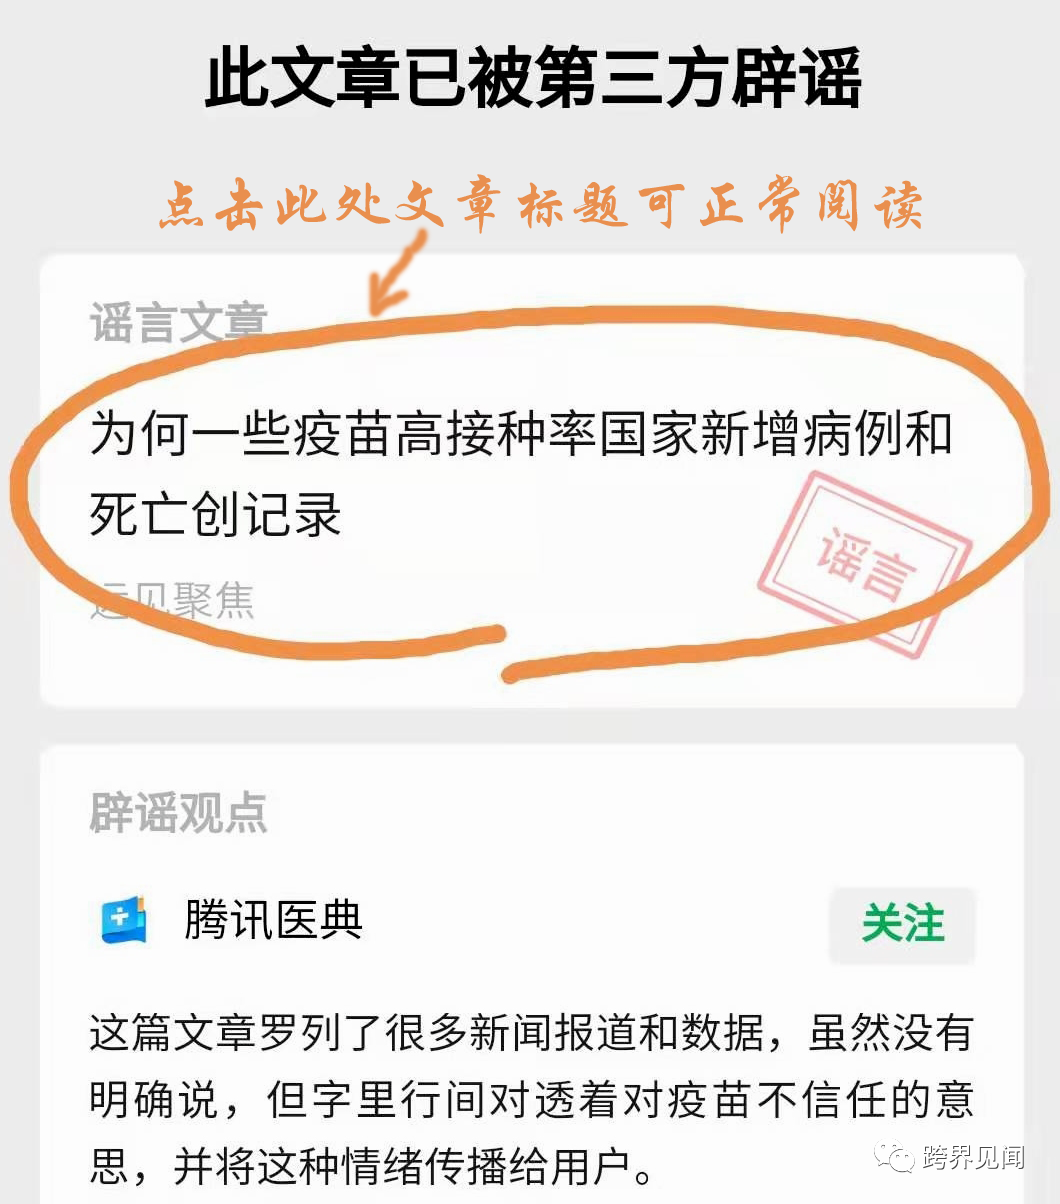 此文章已被第三方辟谣
点击此处文章标题可正常阅读
谣言文章
为何一些疫苗高接种率国家新增病例和
死亡创记录
谣言
远见聚焦
辟谣观点
腾讯医典
关注
这篇文章罗列了很多新闻报道和数据，虽然没有
明确说，但字里行间对透着对疫苗不信任的意
思，并将这种情绪传播给用户。
跨界见闻